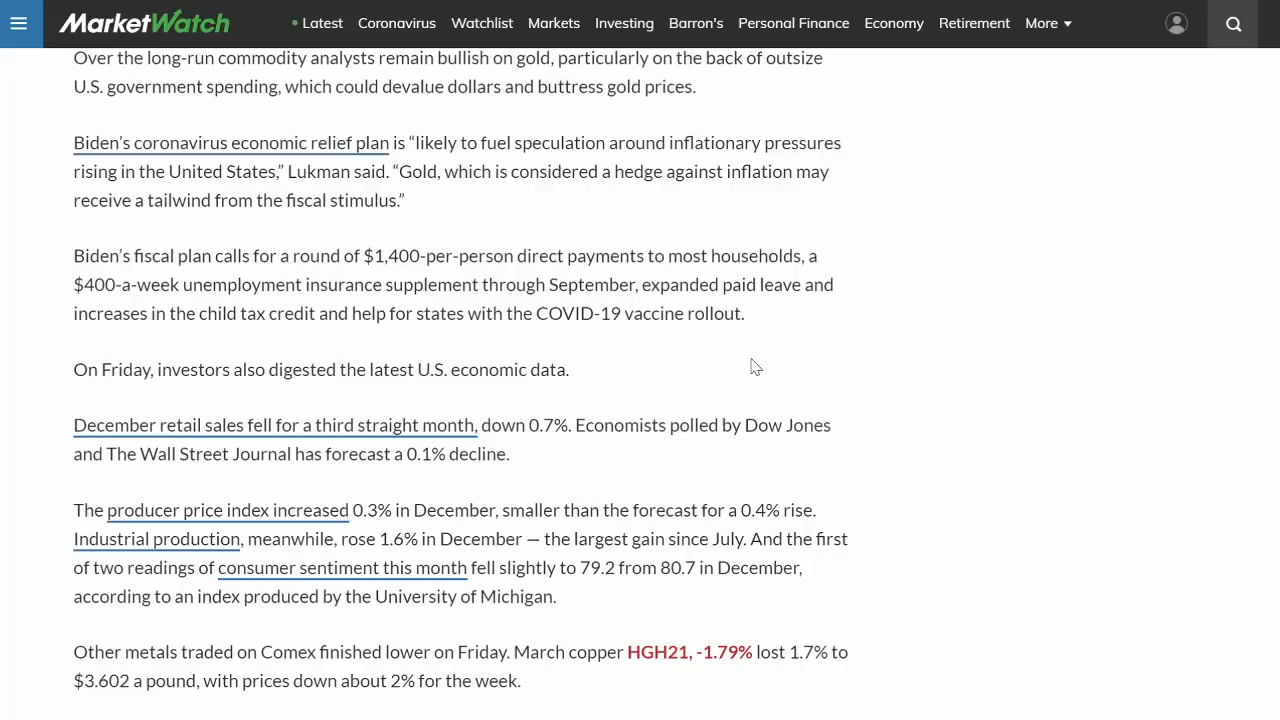 MarketWatch
• Latest Coronavirus Watchlist Markets Investing Barron's Personal Finance Economy Retirement More
Over the long-run commodity analysts remain bullish on gold, particularly on the back of outsize
U.S. government spending, which could devalue dollars and buttress gold prices.
Biden’s coronavirus economic relief plan is “likely to fuel speculation around inflationary pressures
rising in the United States,” Lukman said. “Gold, which is considered a hedge against inflation may
receive a tailwind from the fiscal stimulus.”
Biden’s fiscal plan calls for a round of $1,400-per-person direct payments to most households, a
$400-a-week unemployment insurance supplement through September, expanded paid leave and
increases in the child tax credit and help for states with the COVID-19 vaccine rollout.
On Friday, investors also digested the latest U.S. economic data.
December retail sales fell for a third straight month, down 0.7%. Economists polled by Dow Jones
and The Wall Street Journal has forecast a 0.1% decline.
The producer price index increased 0.3% in December, smaller than the forecast for a 0.4% rise.
Industrial production, meanwhile, rose 1.6% in December — the largest gain since July. And the first
of two readings of consumer sentiment this month fell slightly to 79.2 from 80.7 in December,
according to an index produced by the University of Michigan.
Other metals traded on Comex finished lower on Friday. March copper HGH21, -1.79% lost 1.7% to
$3.602 a pound, with prices down about 2% for the week.